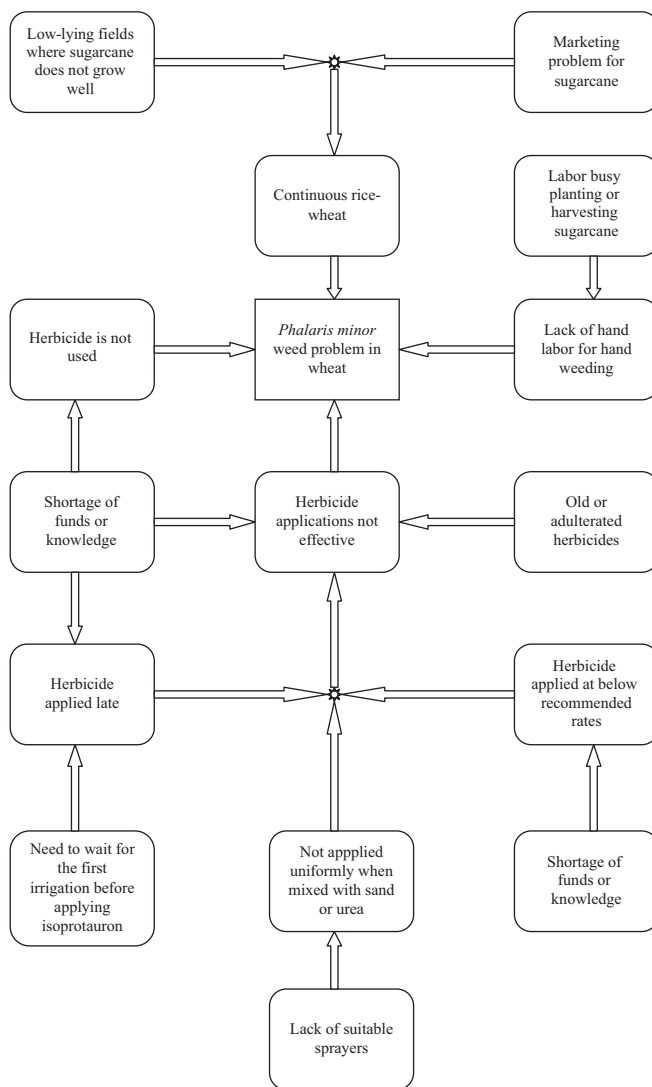 Low-lying fields
where sugarcane
does not grow
well
Marketing
problem for
sugarcane
Continuous rice-
wheat
Labor busy
planting or
harvesting
sugarcane
Herbicide is not
used
Phalaris minor
weed problem in
wheat
Lack of hand
labor for hand
weeding
Shortage of
funds or
knowledge
Herbicide
applications not
effective
Old or
adulterated
herbicides
Herbicide
applied late
Herbicide
applied at below
recommended
rates
Need to wait for
the first
irrigation before
applying
isoprotauron
Not appplied
uniformly when
mixed with sand
or urea
Shortage of
funds or
knowledge
Lack of suitable
sprayers